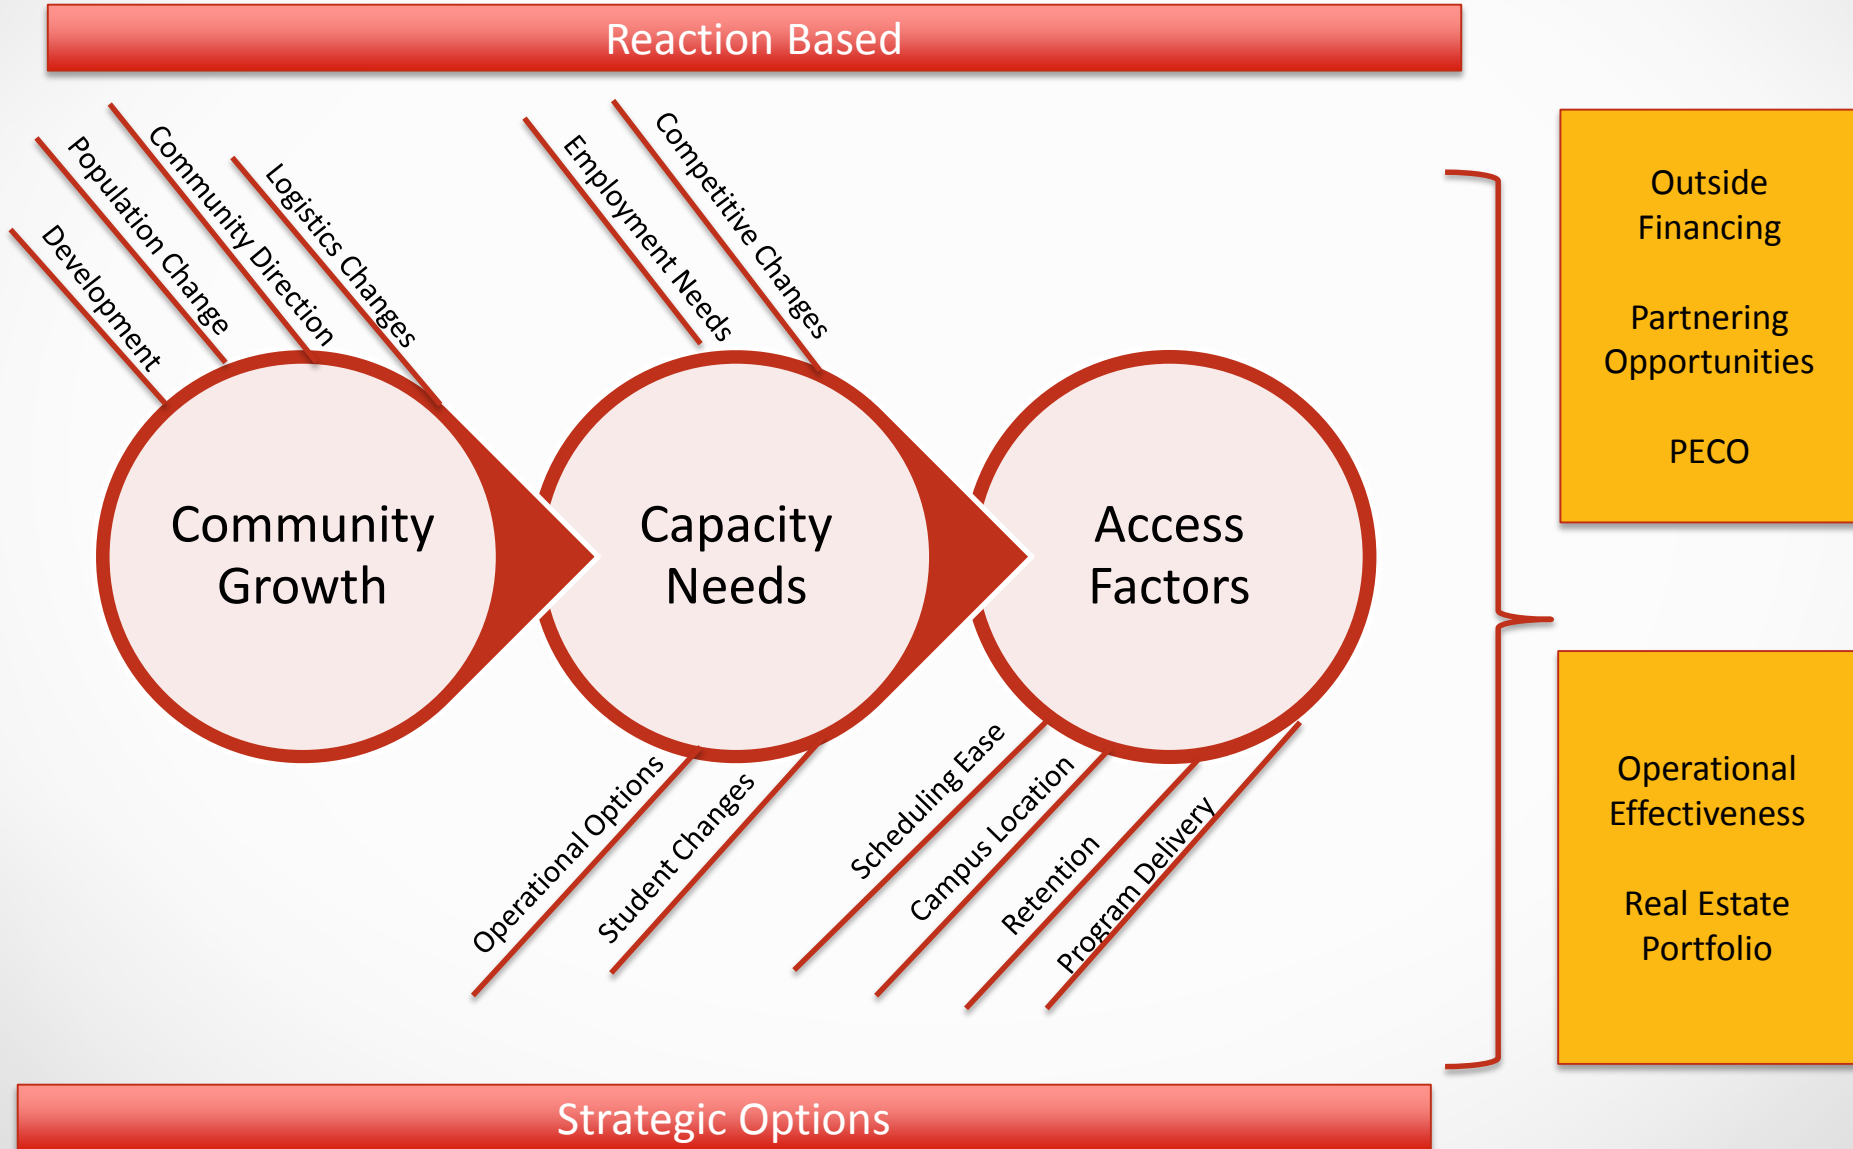 Reaction Based
Development
Population Change
Community Direction
Logistics Changes
Employment Needs
Competitive Changes
Community
Growth
Capacity
Needs
Access
Factors
Operational Options
Student Changes
Scheduling Ease
Campus Location
Retention
Program Delivery
Outside
Financing
Partnering
Opportunities
PECO
Operational
Effectiveness
Real Estate
Portfolio
Strategic Options